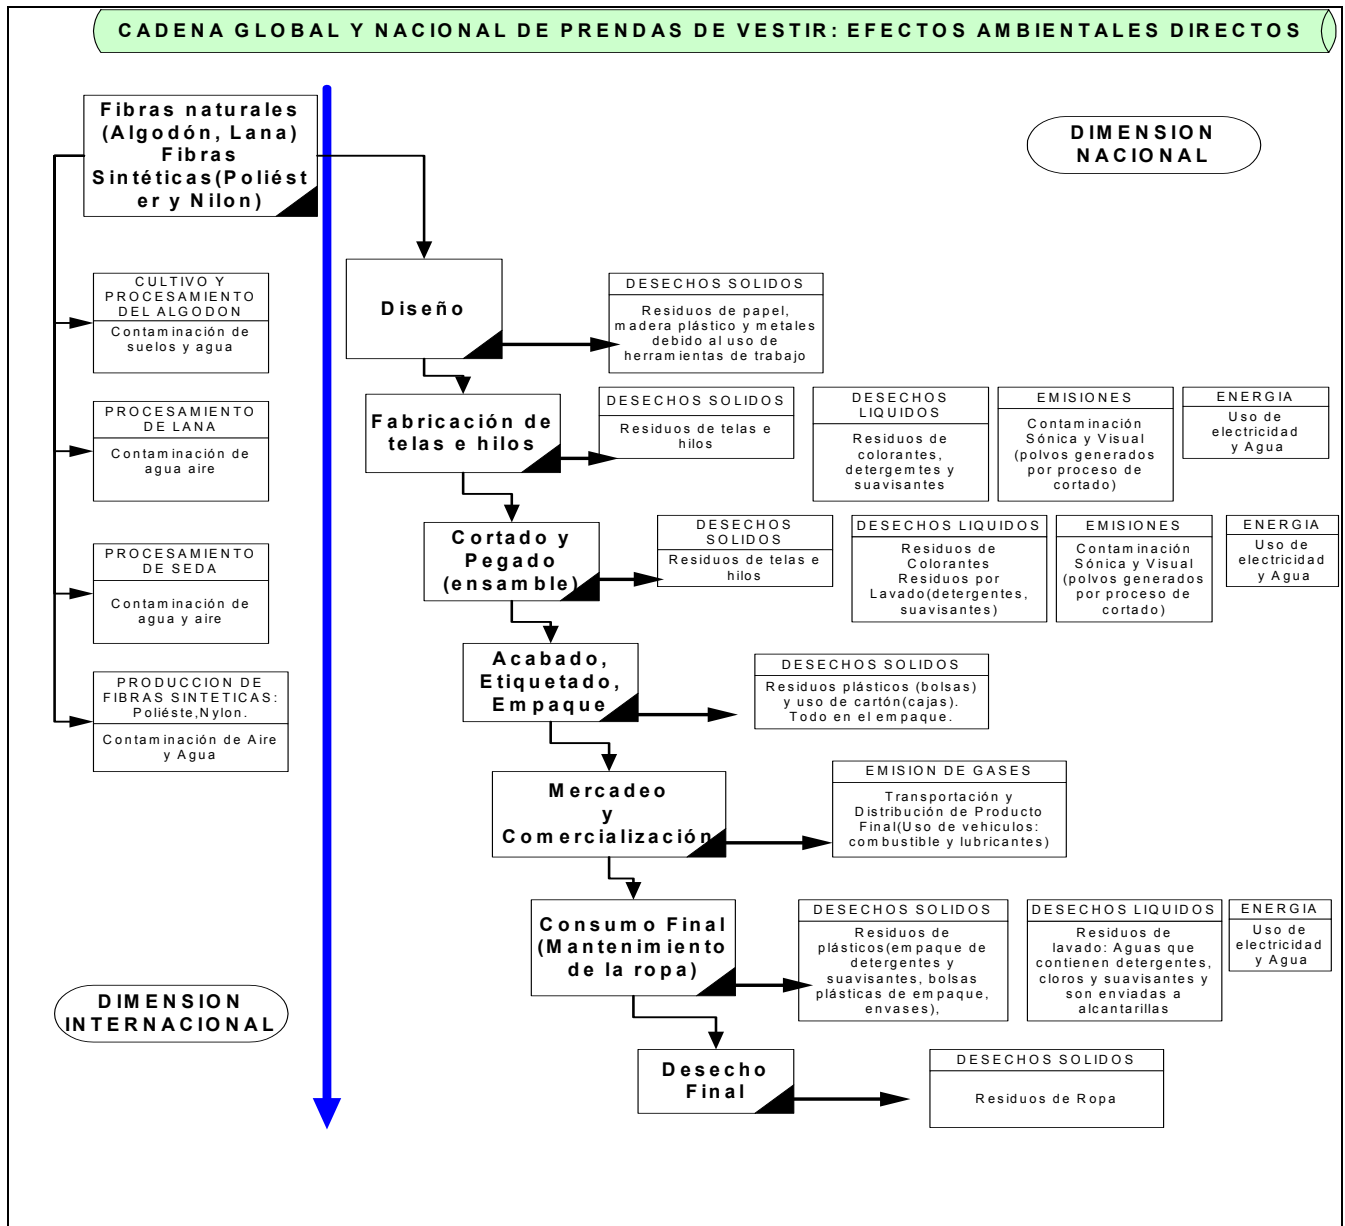 CADENA GLOBAL Y NACIONAL DE PRENDAS DE VESTIR: EFECTOS AMBIENTALES DIRECTOS
Fibras naturales
(Algodón, Lana)
Fibras
Sintéticas(Poliést
er y Nilon)
DIMENSION
NACIONAL
CULTIVO Y
PROCESAMIENTO
DEL ALGODON
Contaminación de
suelos y agua
PROCESAMIENTO
DE LANA
Contaminación de
agua aire
PROCESAMIENTO
DE SEDA
Contaminación de
agua y aire
PRODUCCION DE
FIBRAS SINTETICAS:
Poliéste,Nylon.
Contaminación de Aire
y Agua
DIMENSION
INTERNACIONAL
Diseño
DESECHOS SOLIDOS
Residuos de papel,
madera plástico y metales
debido al uso de
herramientas de trabajo
Fabricación de
telas e hilos
DESECHOS SOLIDOS
Residuos de telas e
hilos
DESECHOS
LIQUIDOS
Residuos de
colorantes,
detergemtes y
suavisantes
EMISIONES
Contaminación
Sónica y Visual
(polvos generados
por proceso de
cortado)
ENERGIA
Uso de
electricidad
y Agua
Cortado y
Pegado
(ensamble)
DESECHOS
SOLIDOS
Residuos de telas e
hilos
DESECHOS LIQUIDOS
Residuos de
Colorantes
Residuos por
Lavado(detergentes,
suavisantes)
EMISIONES
Contaminación
Sónica y Visual
(polvos generados
por proceso de
cortado)
ENERGIA
Uso de
electricidad
y Agua
Acabado,
Etiquetado,
Empaque
DESECHOS SOLIDOS
Residuos plásticos (bolsas)
y uso de cartón(cajas).
Todo en el empaque.
Mercadeo
y
Comercialización
EMISION DE GASES
Transportación y
Distribución de Producto
Final(Uso de vehiculos:
combustible y lubricantes)
Consumo Final
(Mantenimiento
de la ropa)
DESECHOS SOLIDOS
Residuos de
plásticos(empaque de
detergentes y
suavisantes, bolsas
plásticas de empaque,
envases),
DESECHOS LIQUIDOS
Residuos de
lavado: Aguas que
contienen detergentes,
cloros y suavisantes y
son enviadas a
alcantarillas
ENERGIA
Uso de
electricidad
y Agua
Desecho
Final
DESECHOS SOLIDOS
Residuos de Ropa